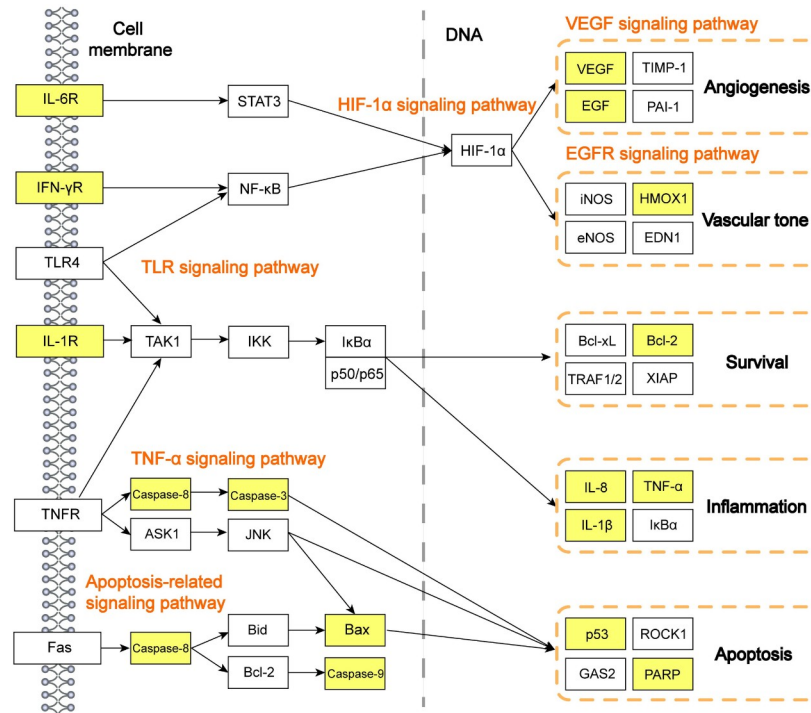 Cell
membrane
DNA
VEGF signaling pathway
VEGF
TIMP-1
EGF
PAI-1
Angiogenesis
IL-6R
STAT3
HIF-1α signaling pathway
HIF-1α
EGFR signaling pathway
IFN-γR
NF-κB
iNOS
HMOX1
eNOS
EDN1
Vascular tone
TLR4
TLR signaling pathway
IL-1R
TAK1
IKK
IκBα
p50/p65
Bcl-xL
Bcl-2
TRAF1/2
XIAP
Survival
TNF-α signaling pathway
TNFR
Caspase-8
Caspase-3
ASK1
JNK
IL-8
TNF-α
IL-1β
IκBα
Inflammation
Apoptosis-related
signaling pathway
Fas
Caspase-8
Bid
Bax
Bcl-2
Caspase-9
p53
ROCK1
GAS2
PARP
Apoptosis